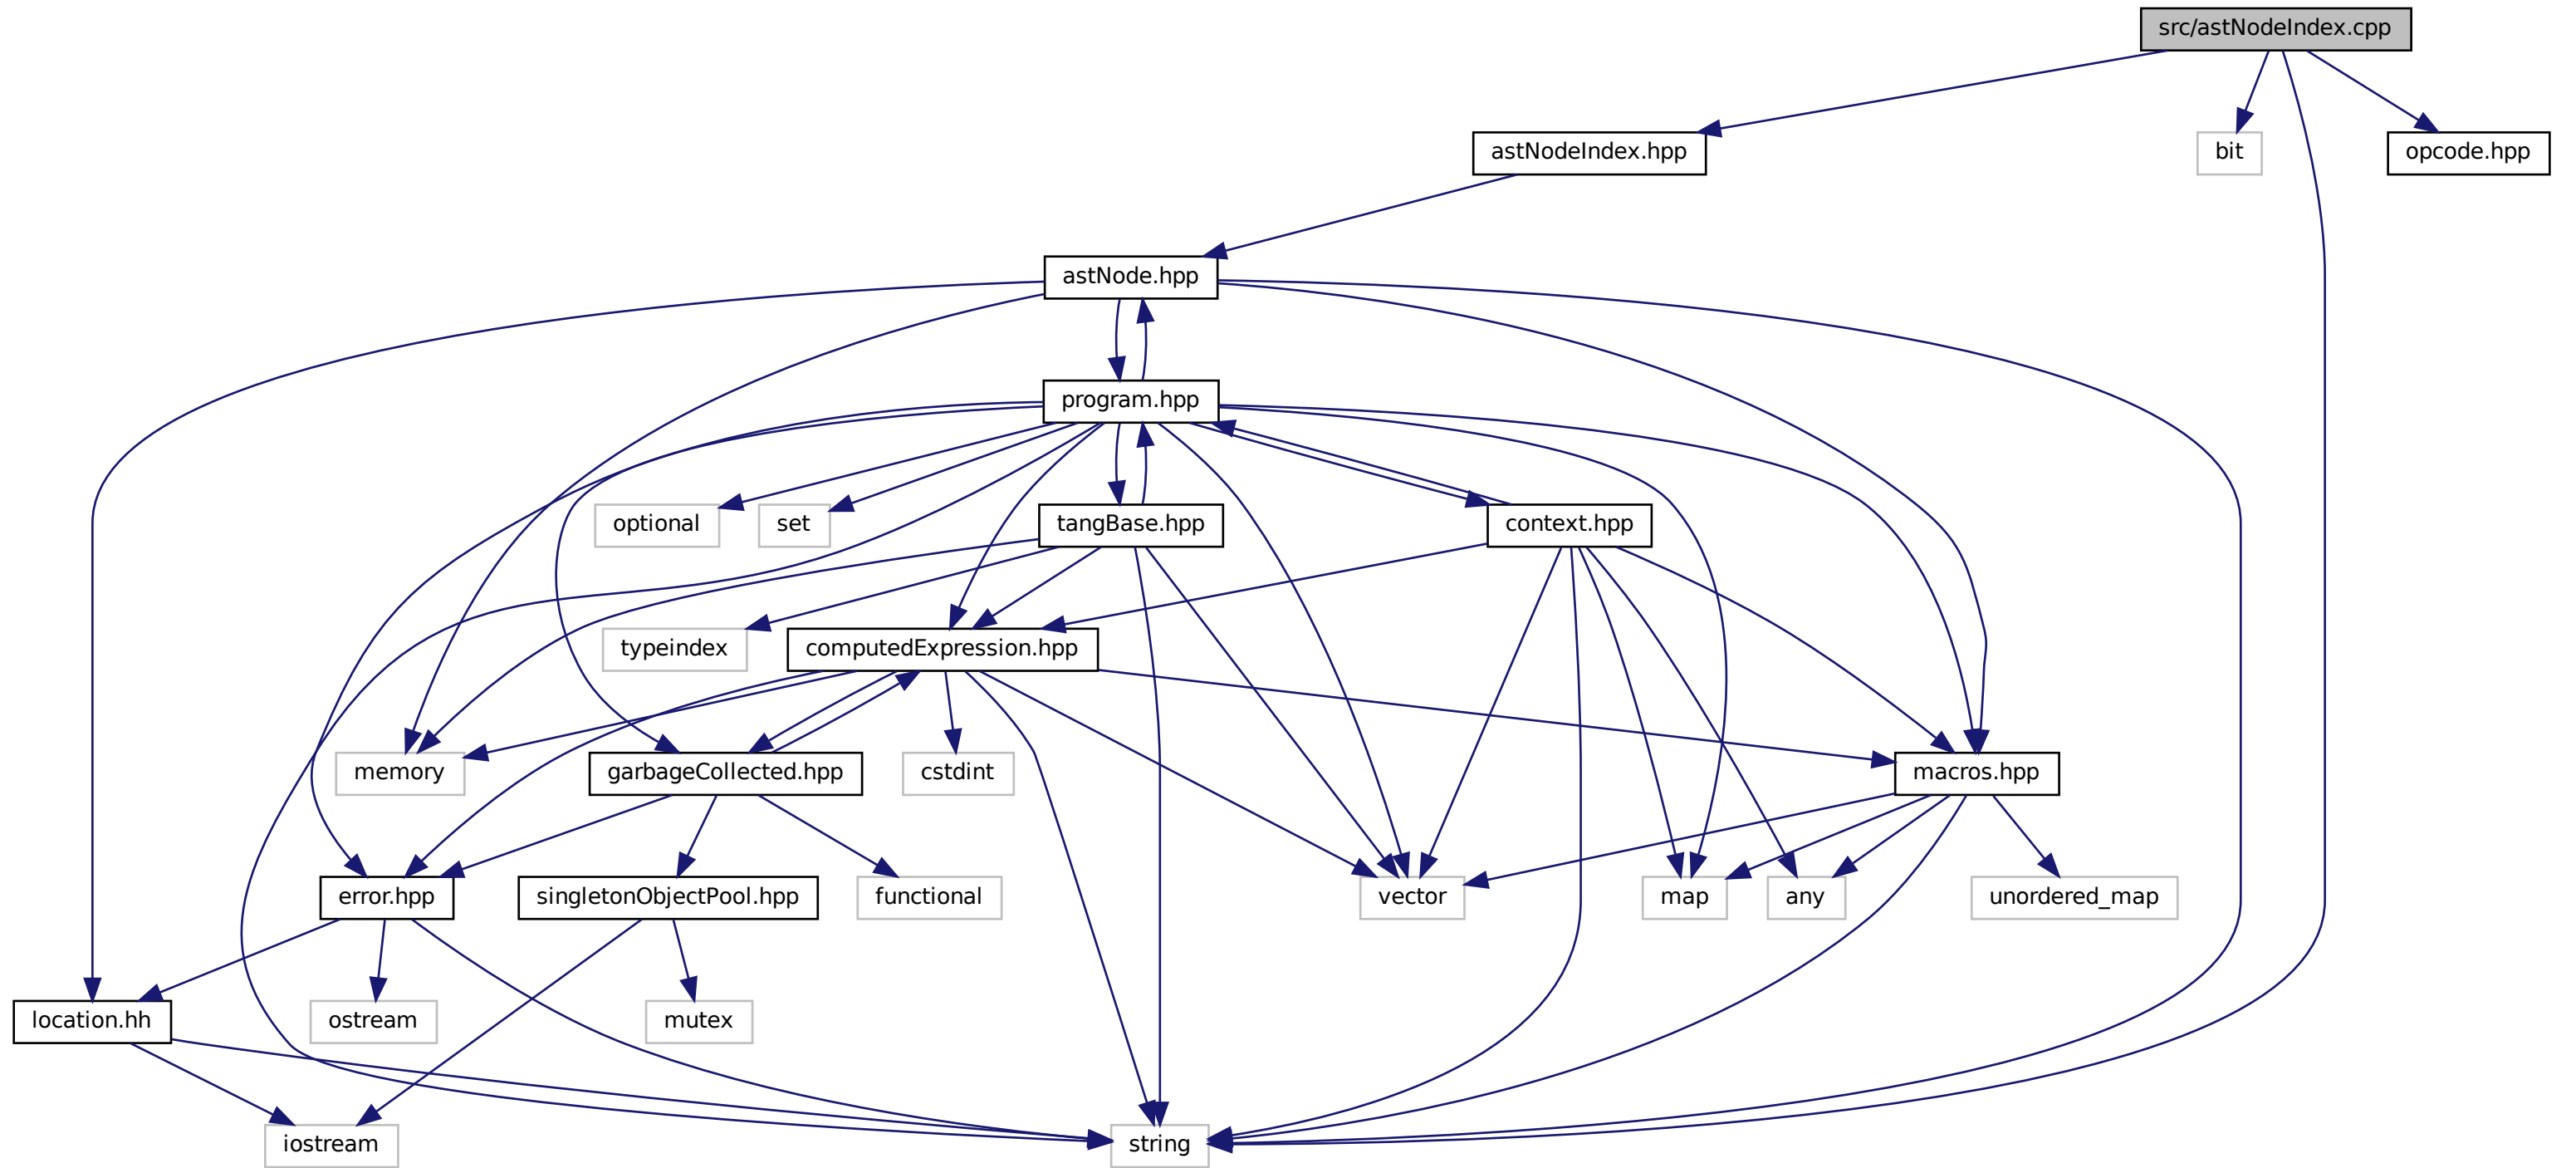 src/astNodeIndex.cpp
astNodeIndex.hpp
bit
opcode.hpp
astNode.hpp
program.hpp
optional
set
tangBase.hpp
context.hpp
typeindex
computedExpression.hpp
memory
garbageCollected.hpp
cstdint
macros.hpp
error.hpp
singletonObjectPool.hpp
functional
vector
map
any
unordered_map
location.hh
ostream
mutex
iostream
string